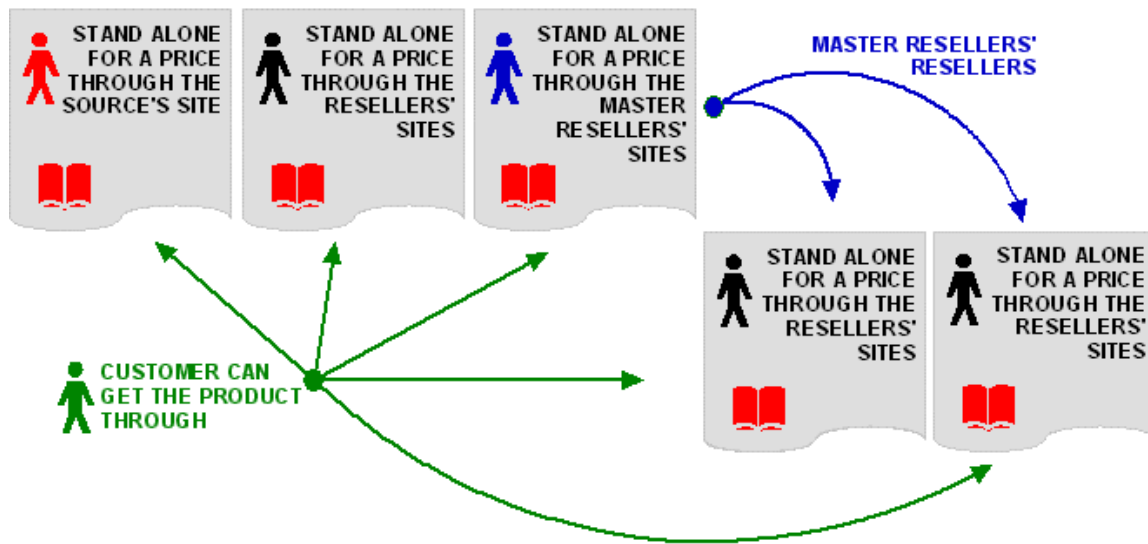 STAND ALONE
FOR A PRICE
THROUGH THE
SOURCE'S SITE
STAND ALONE
FOR A PRICE
THROUGH THE
RESELLERS'
SITES
STAND ALONE
FOR A PRICE
THROUGH THE
MASTER
RESELLERS'
SITES
MASTER RESELLERS'
RESELLERS
STAND ALONE
FOR A PRICE
THROUGH THE
RESELLERS'
SITES
STAND ALONE
FOR A PRICE
THROUGH THE
RESELLERS'
SITES
CUSTOMER CAN
GET THE PRODUCT
THROUGH